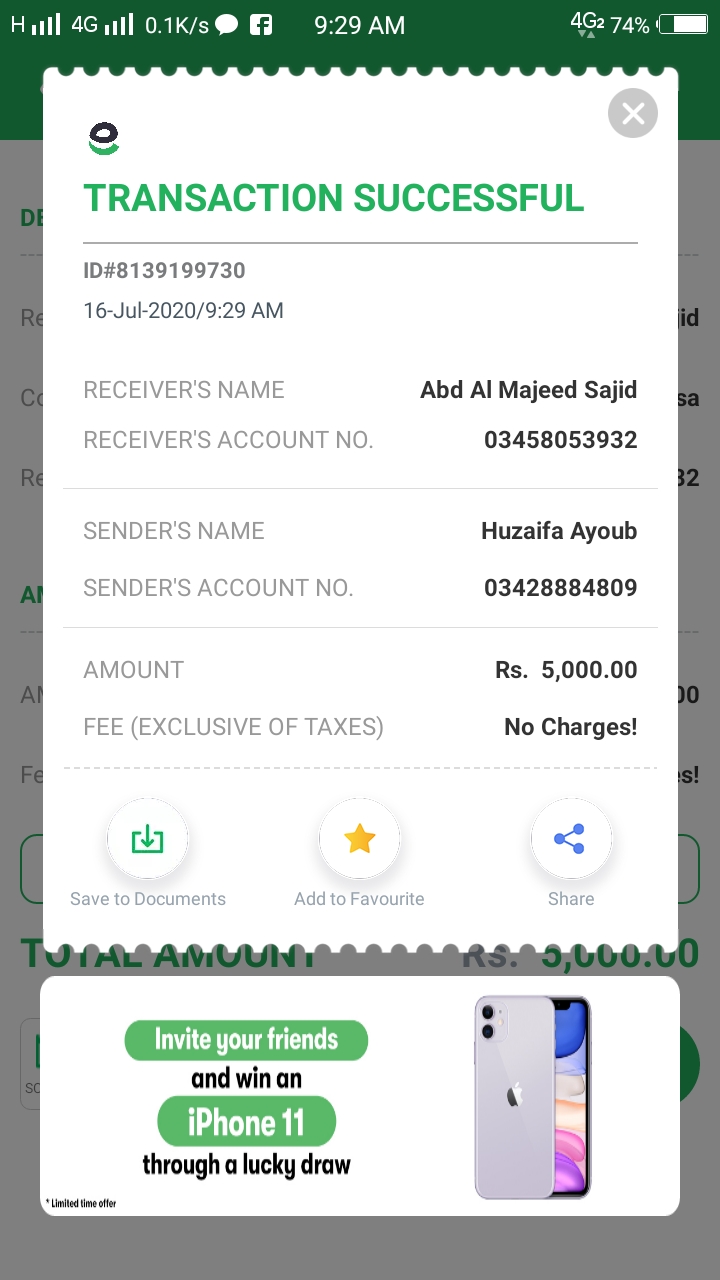 H 4G 0.1K/s 9:29 AM 4G2 74%
TRANSACTION SUCCESSFUL
ID#8139199730
16-Jul-2020/9:29 AM
RECEIVER'S NAME Abd Al Majeed Sajid
RECEIVER'S ACCOUNT NO. 03458053932
SENDER'S NAME Huzaifa Ayoub
SENDER'S ACCOUNT NO. 03428884809
AMOUNT Rs. 5,000.00
FEE (EXCLUSIVE OF TAXES) No Charges!
Save to Documents Add to Favourite Share
TOTAL AMOUNT Rs. 5,000.00
Invite your friends
and win an
iPhone 11
through a lucky draw
* Limited time offer